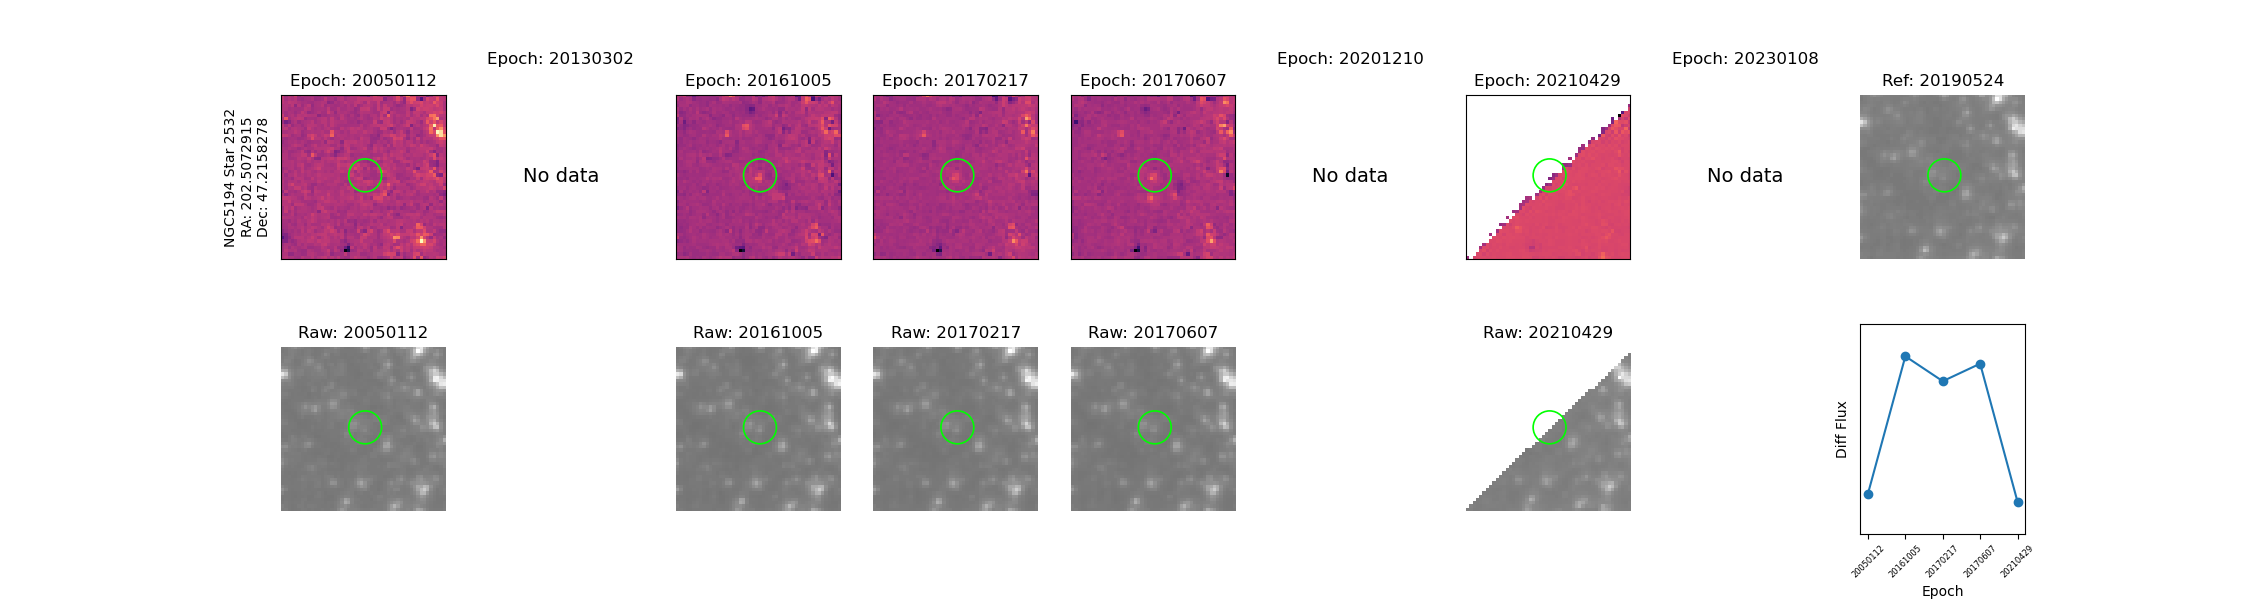 NGC5194 Star 2532
RA: 202.5072915
Dec: 47.2158278
Epoch: 20050112
Epoch: 20130302
No data
Epoch: 20161005
Epoch: 20170217
Epoch: 20170607
Epoch: 20201210
No data
Epoch: 20210429
Epoch: 20230108
No data
Ref: 20190524
Raw: 20050112
Raw: 20161005
Raw: 20170217
Raw: 20170607
Raw: 20210429
Diff Flux
20050112
20161005
20170217
20170607
20210429
Epoch